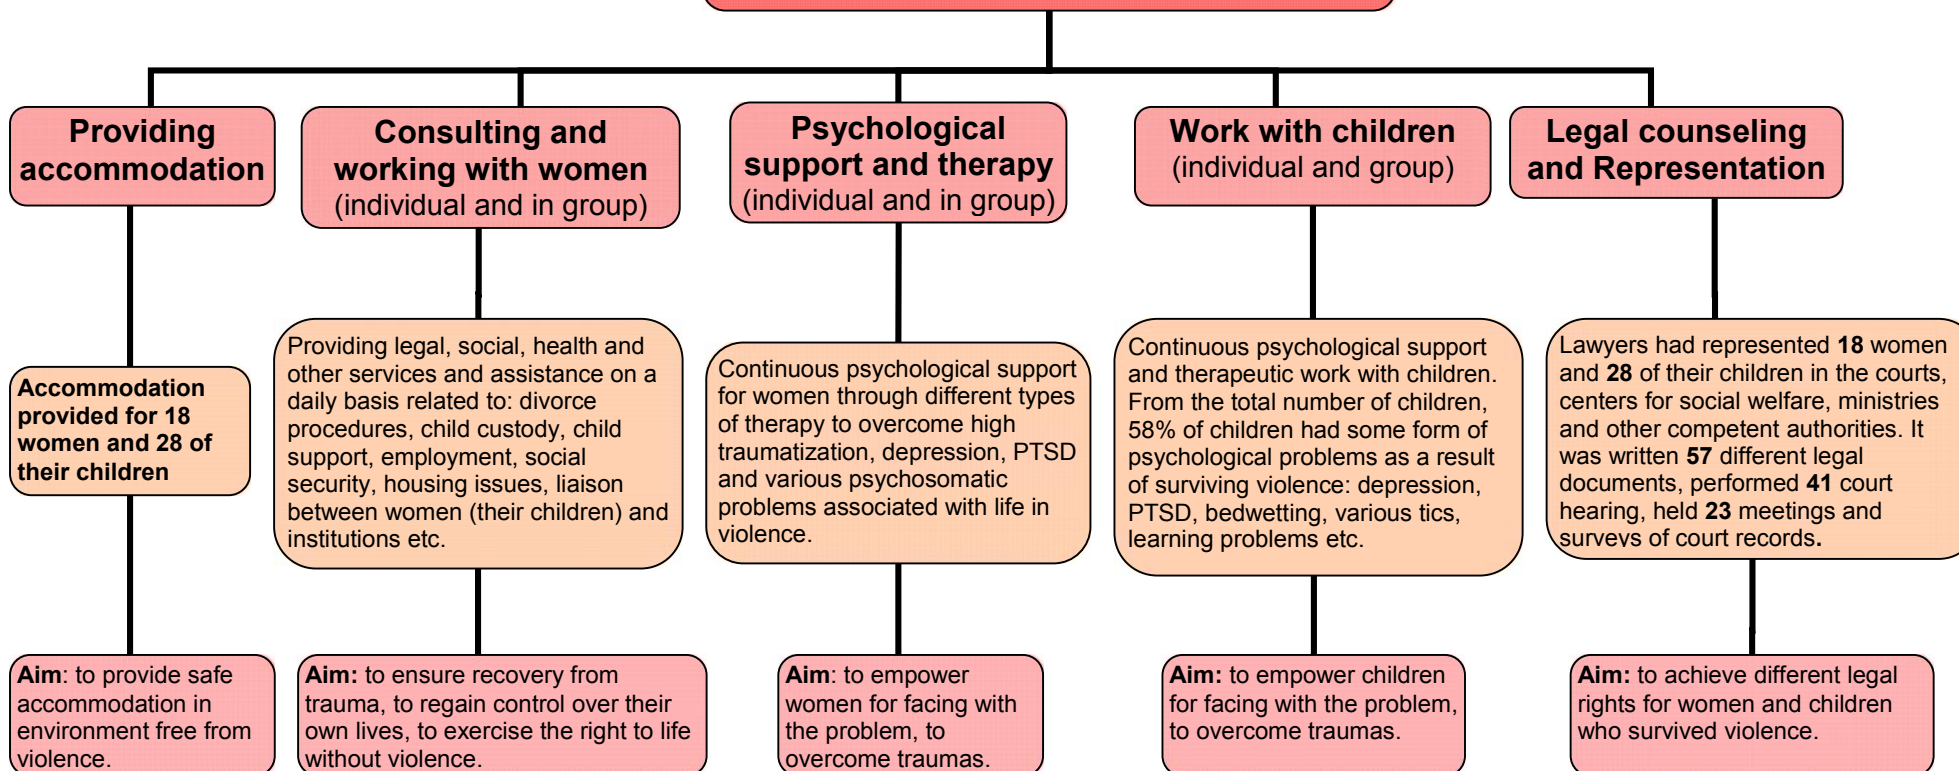 Providing
accommodation
Consulting and
working with women
(individual and in group)
Psychological
support and therapy
(individual and in group)
Work with children
(individual and group)
Legal counseling
and Representation
Accommodation
provided for 18
women and 28 of
their children
Providing legal, social, health and
other services and assistance on a
daily basis related to: divorce
procedures, child custody, child
support, employment, social
security, housing issues, liaison
between women (their children) and
institutions etc.
Continuous psychological support
for women through different types
of therapy to overcome high
traumatization, depression, PTSD
and various psychosomatic
problems associated with life in
violence.
Continuous psychological support
and therapeutic work with children.
From the total number of children,
58% of children had some form of
psychological problems as a result
of surviving violence: depression,
PTSD, bedwetting, various tics,
learning problems etc.
Lawyers had represented 18 women
and 28 of their children in the courts,
centers for social welfare, ministries
and other competent authorities. It
was written 57 different legal
documents, performed 41 court
hearing, held 23 meetings and
surveys of court records.
Aim: to provide safe
accommodation in
environment free from
violence.
Aim: to ensure recovery from
trauma, to regain control over their
own lives, to exercise the right to life
without violence.
Aim: to empower
women for facing with
the problem, to
overcome traumas.
Aim: to empower children
for facing with the problem,
to overcome traumas.
Aim: to achieve different legal
rights for women and children
who survived violence.